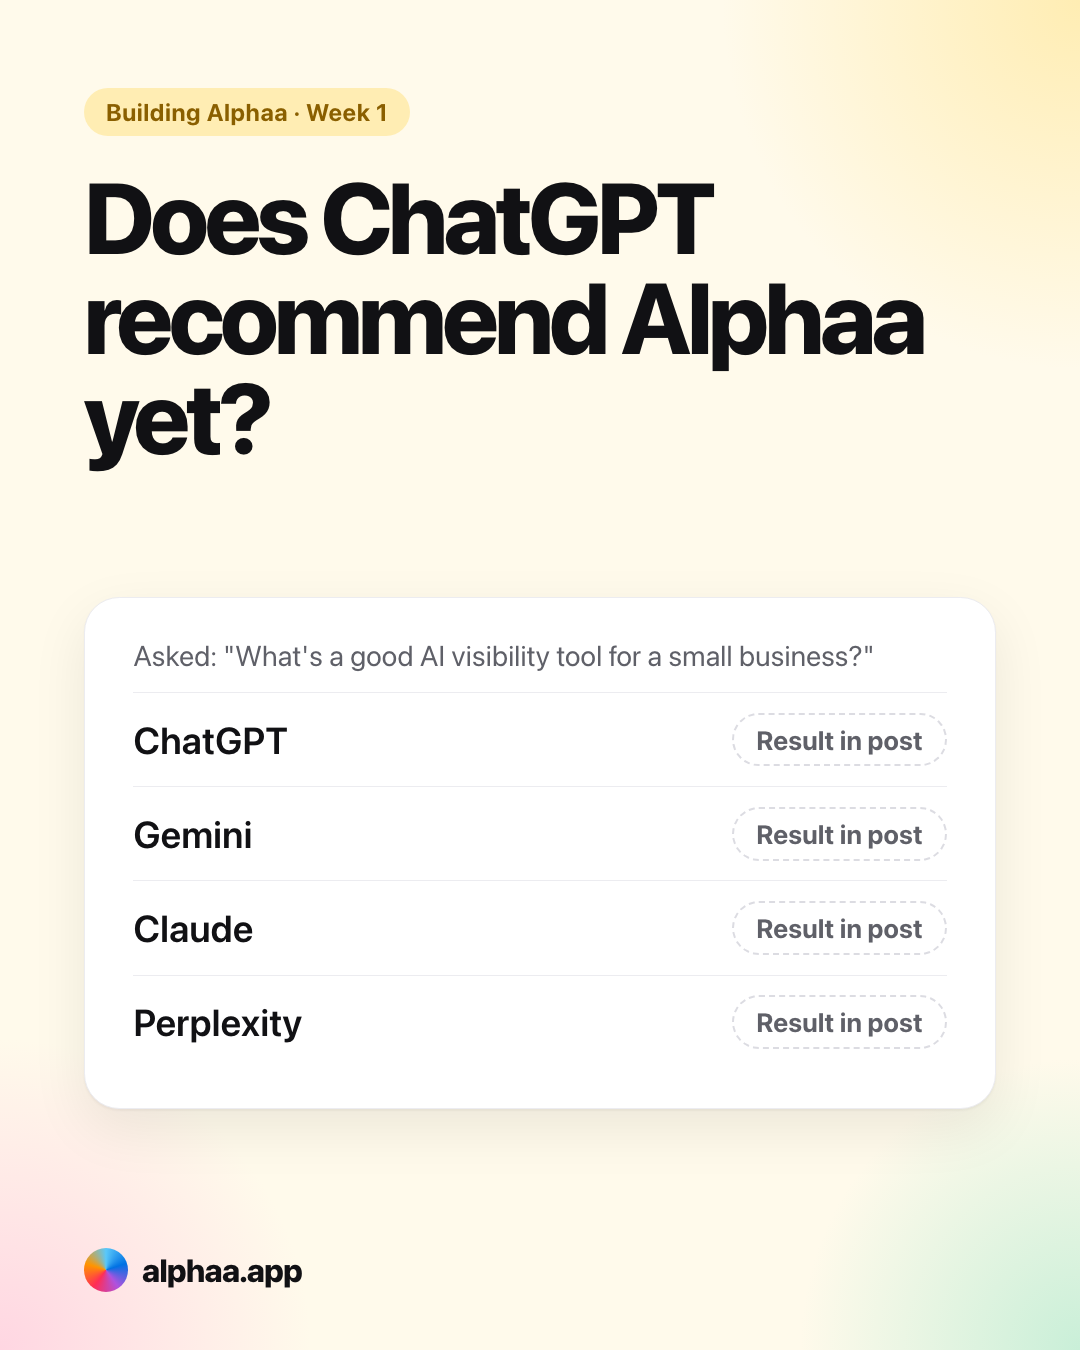 Building Alphaa · Week 1
Does ChatGPT
recommend Alphaa
yet?
Asked: "What's a good AI visibility tool for a small business?"
ChatGPT
Result in post
Gemini
Result in post
Claude
Result in post
Perplexity
Result in post
alphaa.app